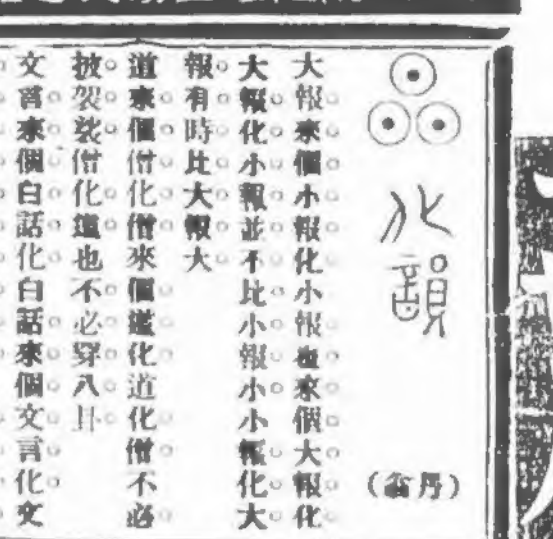 化韻
(丹翁)
大報來個小報化小報也來個大報化
大報化小報並不比小報小小報化大
報有時比大報大
道來個僧化僧來個道化道化僧不必
披袈裟僧化道也不必穿八卦
文言來個白話化白話來個文言化文